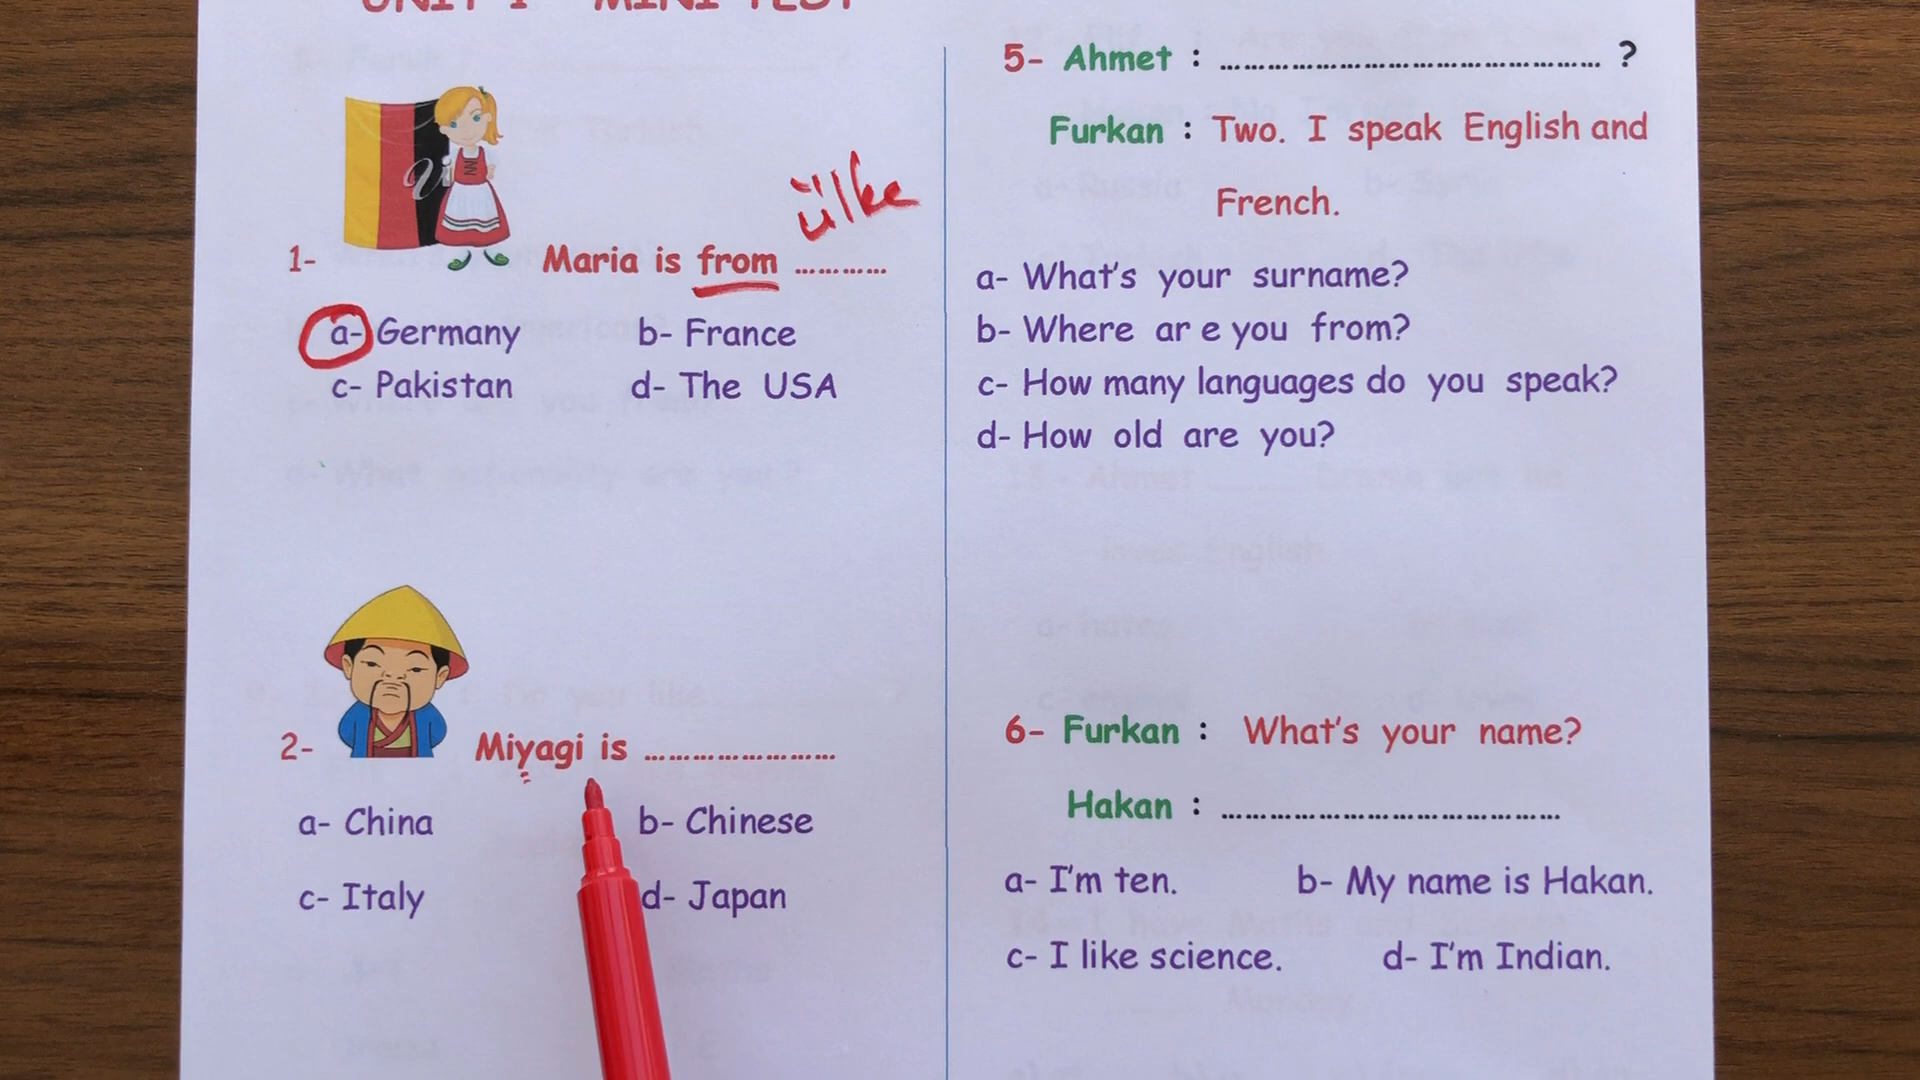 UNIT 1 MINI TEST
ülke
1- Maria is from ............
a- Germany b- France
c- Pakistan d- The USA
2- Miyagi is ........................
a- China b- Chinese
c- Italy d- Japan
5- Ahmet : ................................................ ?
Furkan : Two. I speak English and
French.
a- What's your surname?
b- Where ar e you from?
c- How many languages do you speak?
d- How old are you?
6- Furkan : What's your name?
Hakan : ...........................................
a- I'm ten. b- My name is Hakan.
c- I like science. d- I'm Indian.